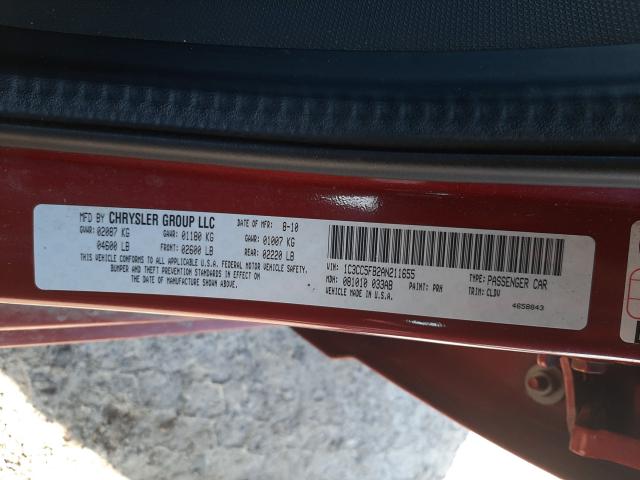 MFD BY CHRYSLER GROUP LLC DATE OF MFR 8-10
GVWR: 02087 KG GAWR: 01180 KG GAWR: 01007 KG
04600 LB FRONT: 02600 LB REAR: 02220 LB
THIS VEHICLE CONFORMS TO ALL APPLICABLE U.S.A. FEDERAL MOTOR VEHICLE SAFETY,
BUMPER AND THEFT PREVENTION STANDARDS IN EFFECT ON
THE DATE OF MANUFACTURE SHOWN ABOVE.
VIN: 1C3CC5FB2AN211655 TYPE: PASSENGER CAR
MDH: 081010 033AB PAINT: PRH TRIM: CLDV
VEHICLE MADE IN U.S.A. 4658843